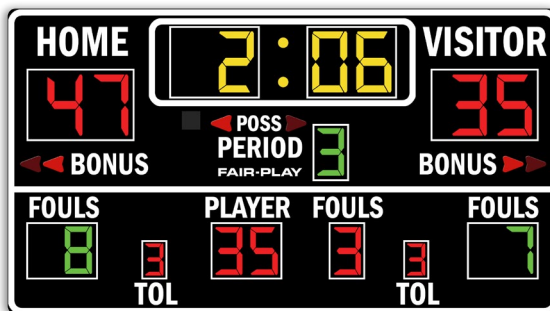 HOME 2:06 VISITOR
47 35
POSS
PERIOD 3
BONUS FAIR-PLAY BONUS
FOULS PLAYER FOULS FOULS
8 3 35 3 3 7
TOL TOL